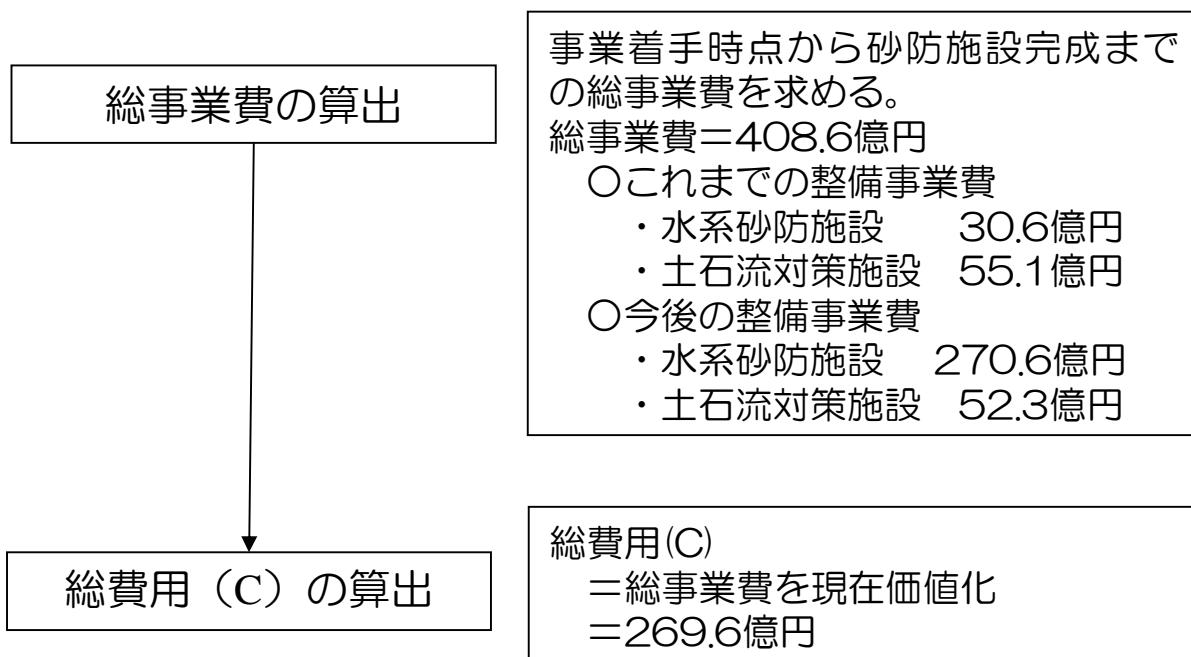 総事業費の算出
事業着手時点から砂防施設完成まで
の総事業費を求める。
総事業費＝408.6億円
○これまでの整備事業費
・水系砂防施設　　30.6億円
・土石流対策施設　55.1億円
○今後の整備事業費
・水系砂防施設　270.6億円
・土石流対策施設　52.3億円
総費用（C）の算出
総費用(C)
＝総事業費を現在価値化
＝269.6億円